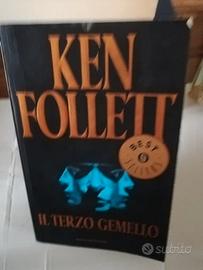 KEN
FOLLETT
BEST
SELLERS
IL TERZO GEMELLO
subito